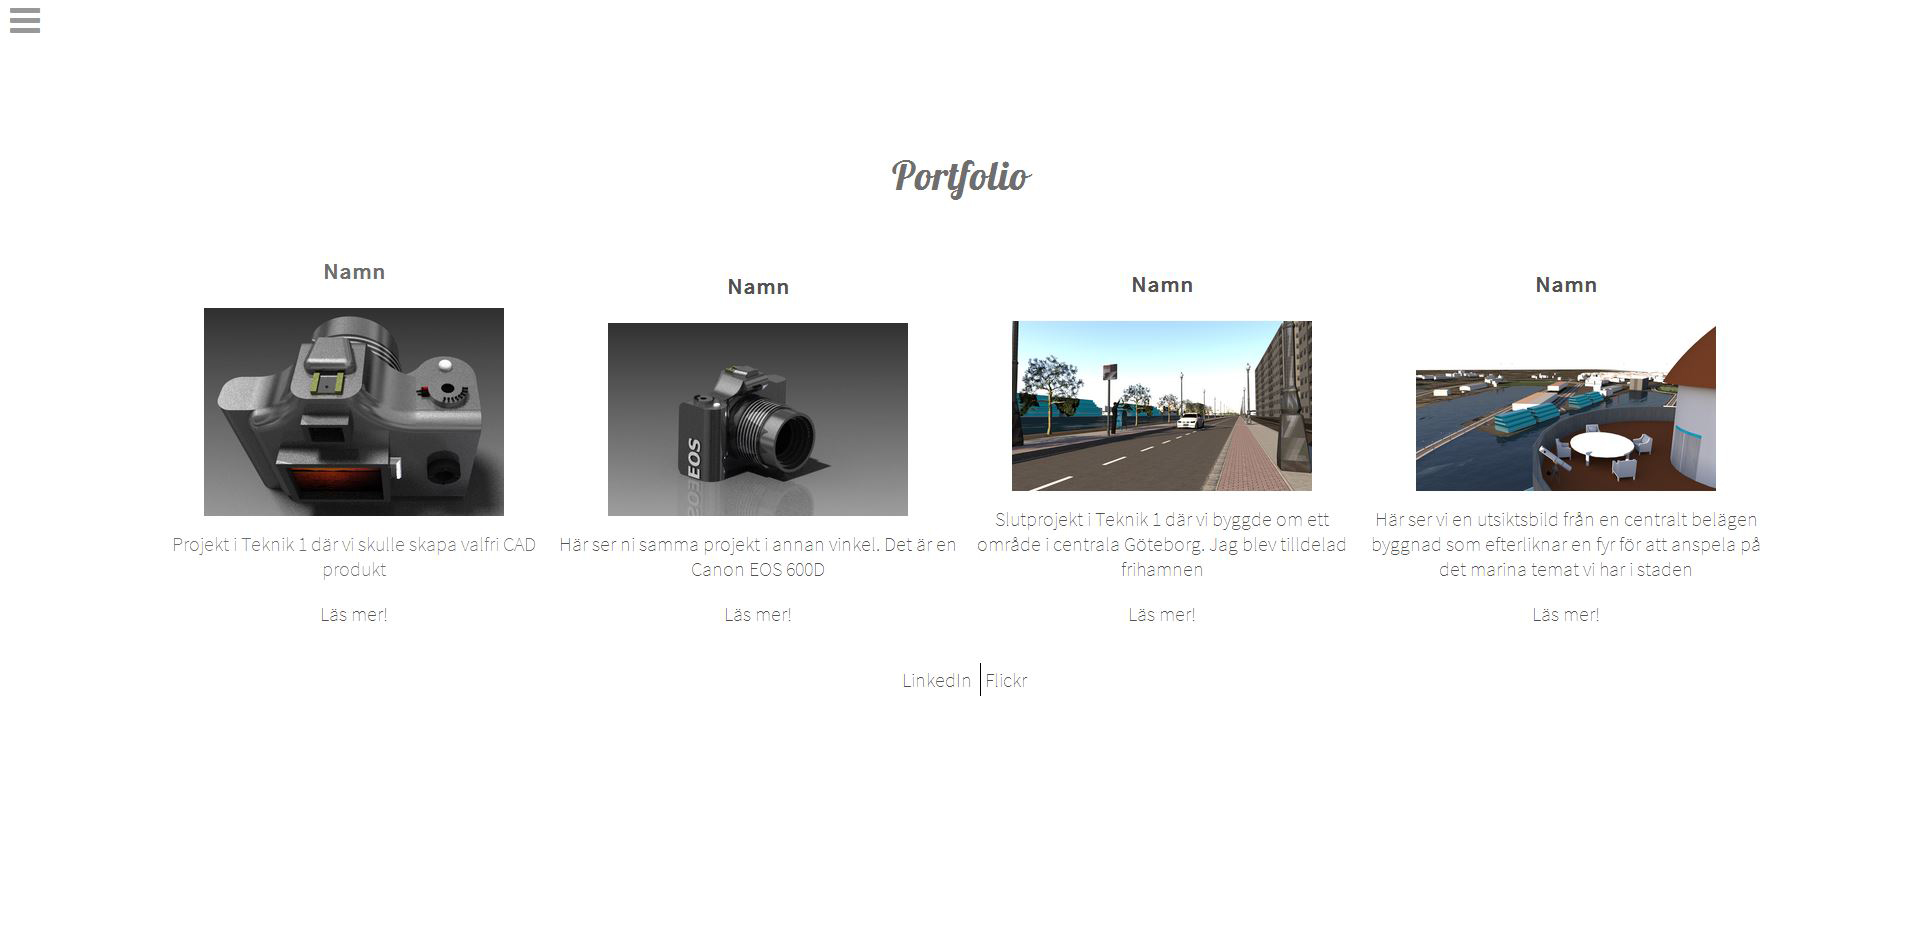 Portfolio
Namn
Namn
Namn
Namn
EOS
Projekt i Teknik 1 där vi skulle skapa valfri CAD
produkt
Läs mer!
Här ser ni samma projekt i annan vinkel. Det är en
Canon EOS 600D
Läs mer!
Slutprojekt i Teknik 1 där vi byggde om ett
område i centrala Göteborg. Jag blev tilldelad
frihamnen
Läs mer!
Här ser vi en utsiktsbild från en centralt belägen
byggnad som efterliknar en fyr för att anspela på
det marina temat vi har i staden
Läs mer!
LinkedIn | Flickr